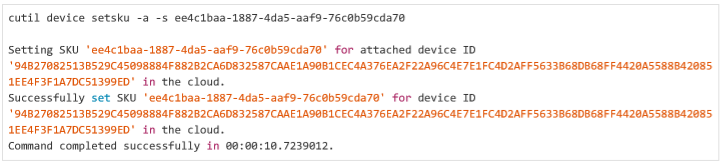 cutil device setsku -a -s ee4c1baa-1887-4da5-aaf9-76c0b59cda70
Setting SKU 'ee4c1baa-1887-4da5-aaf9-76c0b59cda70' for attached device ID
'94B27082513B529C45098884F882B2CA6D832587CAAE1A90B1CEC4A376EA2F22A96C4E7E1FC4D2AFF5633B68DB68FF4420A5588B42085
1EE4F3F1A7DC51399ED' in the cloud.
Successfully set SKU 'ee4c1baa-1887-4da5-aaf9-76c0b59cda70' for device ID
'94B27082513B529C45098884F882B2CA6D832587CAAE1A90B1CEC4A376EA2F22A96C4E7E1FC4D2AFF5633B68DB68FF4420A5588B42085
1EE4F3F1A7DC51399ED' in the cloud.
Command completed successfully in 00:00:10.7239012.